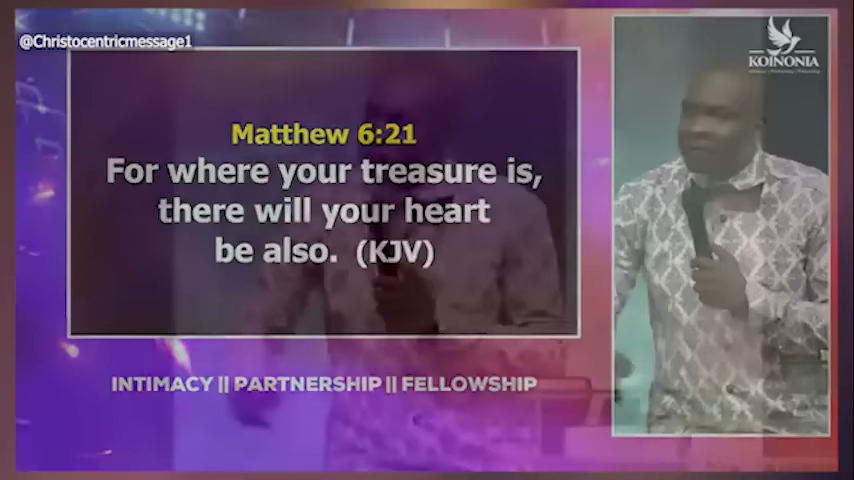 @Christocentricmessage1
KOINONIA
Matthew 6:21
For where your treasure is,
there will your heart
be also. (KJV)
INTIMACY || PARTNERSHIP || FELLOWSHIP